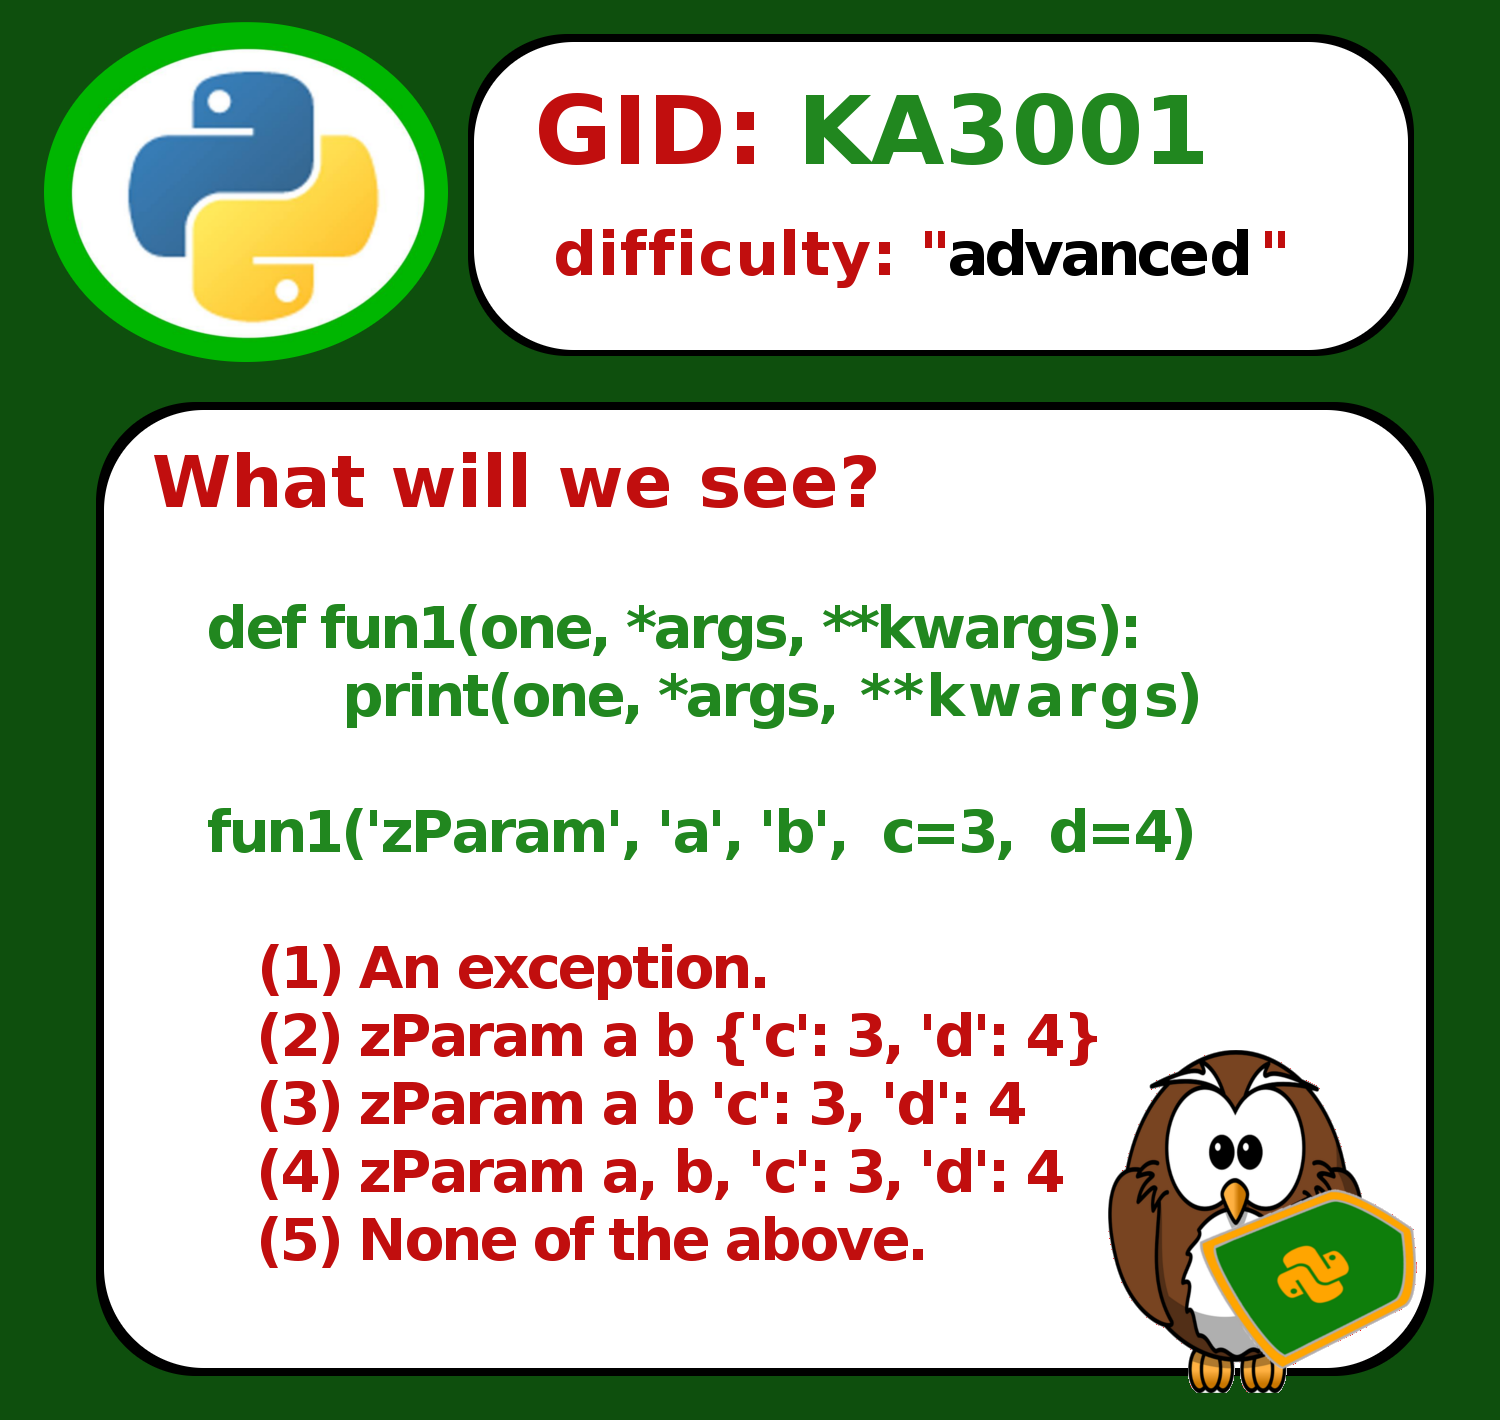 GID: KA3001
difficulty: "advanced"
What will we see?
def fun1(one, *args, **kwargs):
print(one, *args, **kwargs)
fun1('zParam', 'a', 'b', c=3, d=4)
(1) An exception.
(2) zParam a b {'c': 3, 'd': 4}
(3) zParam a b 'c': 3, 'd': 4
(4) zParam a, b, 'c': 3, 'd': 4
(5) None of the above.